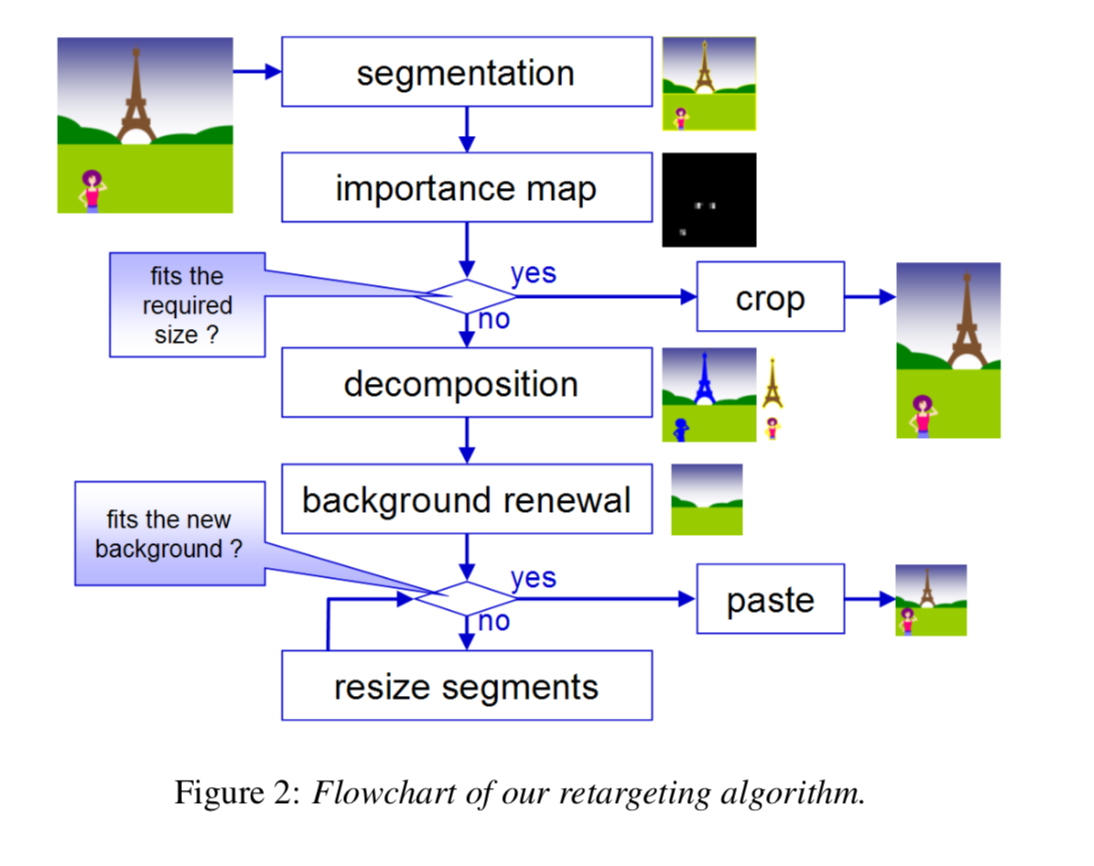 segmentation
importance map
fits the
required
size ?
yes
no
crop
decomposition
background renewal
fits the new
background ?
yes
no
paste
resize segments
Figure 2: Flowchart of our retargeting algorithm.